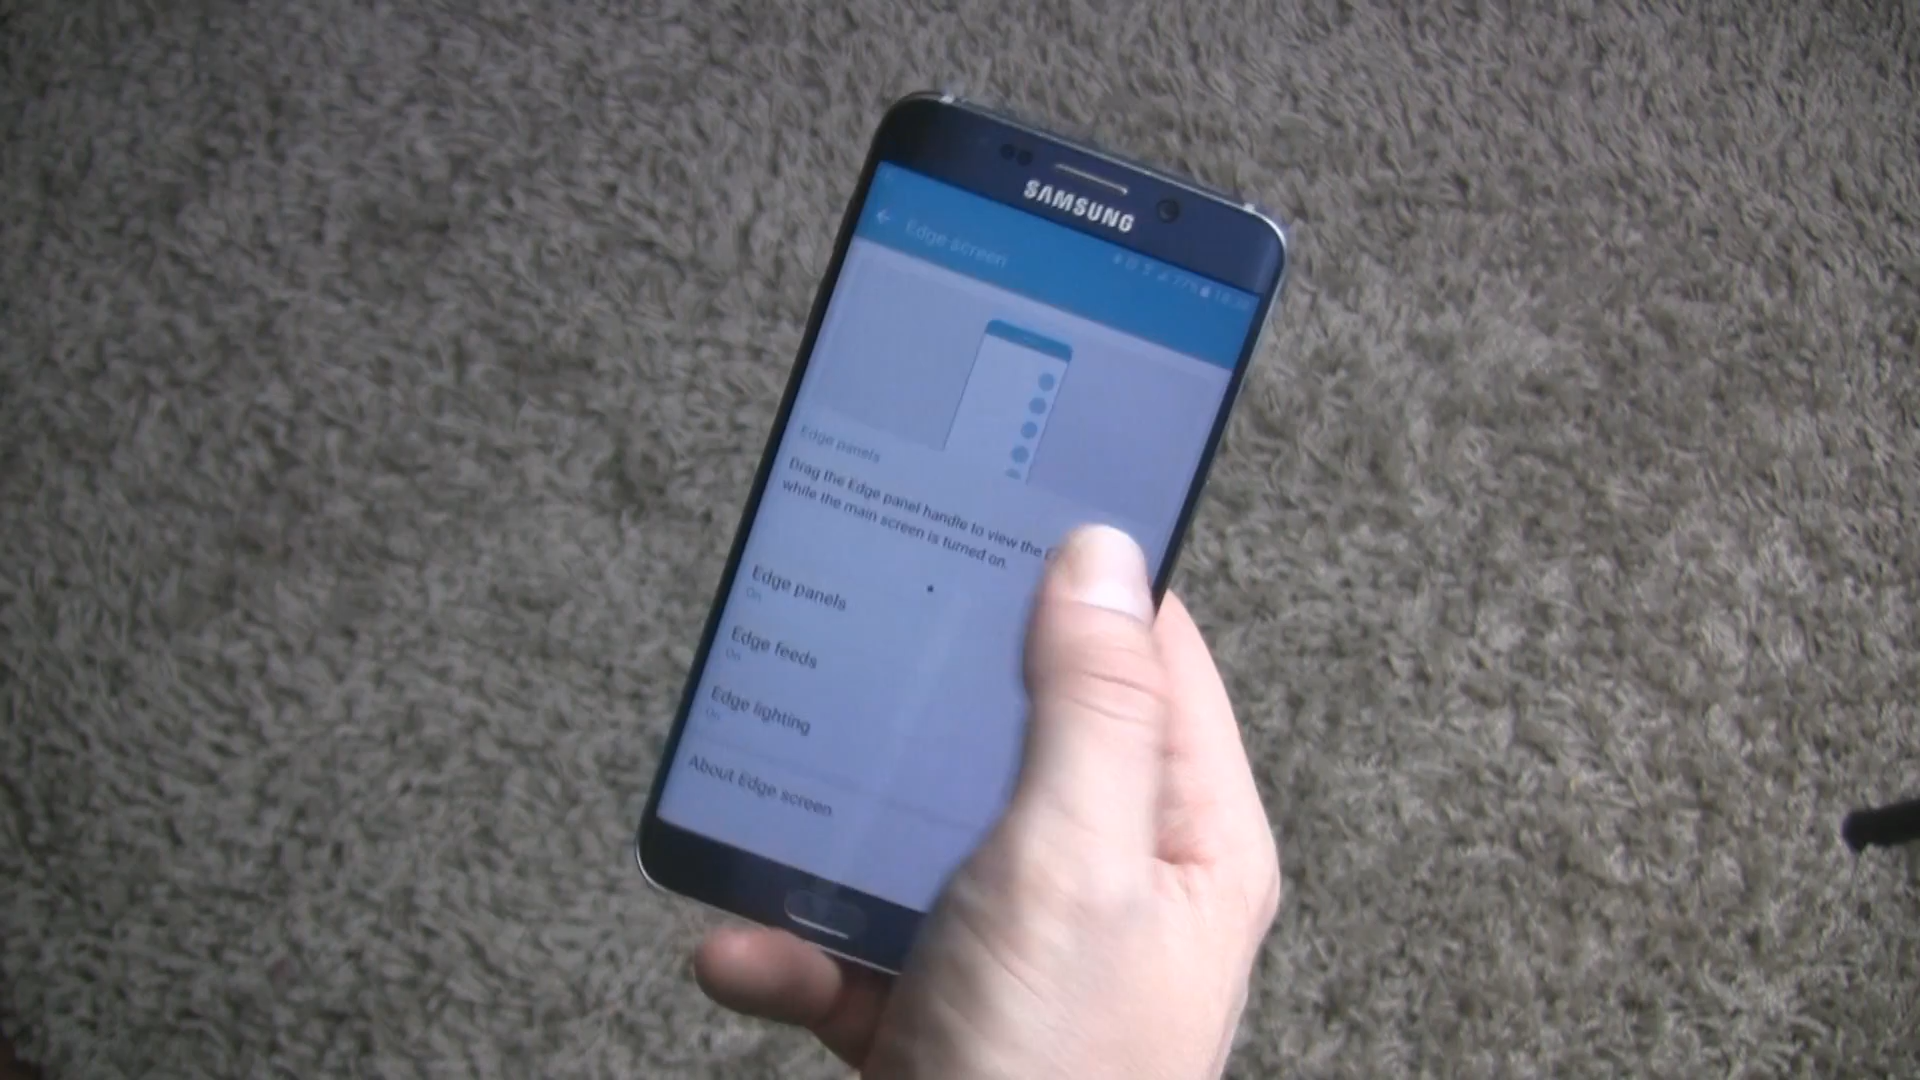 SAMSUNG
Edge screen
Edge panels
Drag the Edge panel handle to view the
while the main screen is turned on.
Edge panels
On
Edge feeds
On
Edge lighting
On
About Edge screen